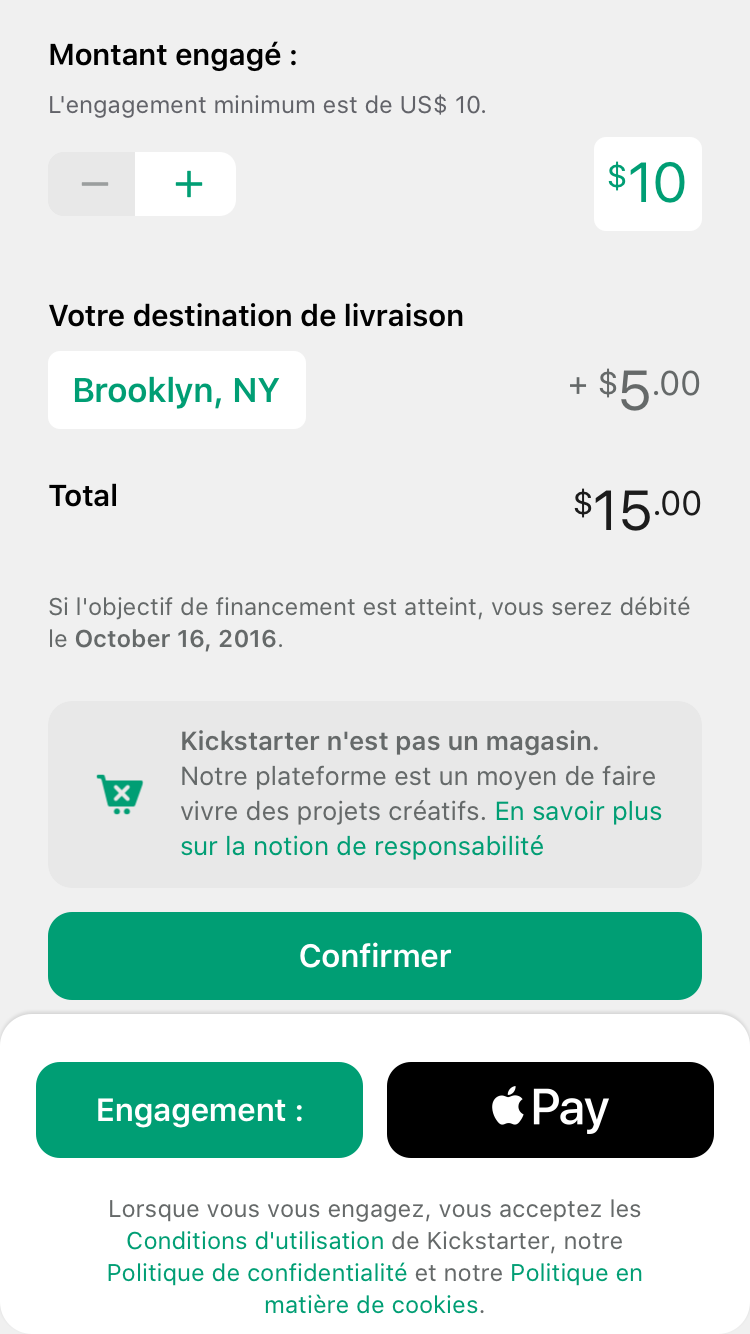 Montant engagé :
L'engagement minimum est de US$ 10.
− +
$10
Votre destination de livraison
Brooklyn, NY
+ $5.00
Total
$15.00
Si l'objectif de financement est atteint, vous serez débité
le October 16, 2016.
Kickstarter n'est pas un magasin.
Notre plateforme est un moyen de faire
vivre des projets créatifs. En savoir plus
sur la notion de responsabilité
Confirmer
Engagement :
Pay
Lorsque vous vous engagez, vous acceptez les
Conditions d'utilisation de Kickstarter, notre
Politique de confidentialité et notre Politique en
matière de cookies.